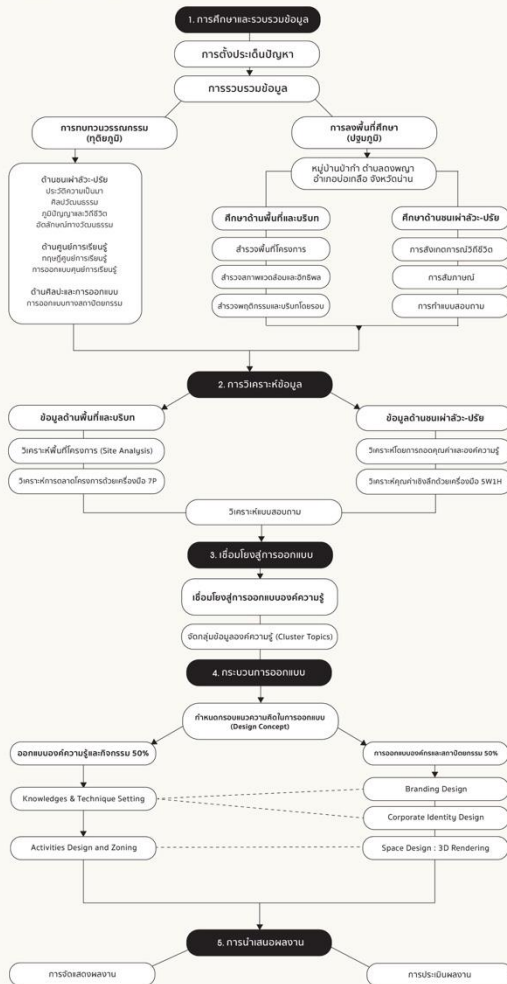 1. การศึกษาและรวบรวมข้อมูล
การตั้งประเด็นปัญหา
การรวบรวมข้อมูล
การทบทวนวรรณกรรม
(ทุติยภูมิ)
การลงพื้นที่ศึกษา
(ปฐมภูมิ)
ด้านชนเผ่าลัวะ-ปรัย
ประวัติความเป็นมา
ศิลปวัฒนธรรม
ภูมิปัญญาและวิถีชีวิต
อัตลักษณ์ทางวัฒนธรรม
ด้านศูนย์การเรียนรู้
ทฤษฎีศูนย์การเรียนรู้
การออกแบบศูนย์การเรียนรู้
ด้านศิลปะและการออกแบบ
การออกแบบทางสถาปัตยกรรม
หมู่บ้านป่ากำ ตำบลดงพญา
อำเภอบ่อเกลือ จังหวัดน่าน
ศึกษาด้านพื้นที่และบริบท
สำรวจพื้นที่โครงการ
สำรวจสภาพแวดล้อมและอิทธิพล
สำรวจพฤติกรรมและบริบทโดยรอบ
ศึกษาด้านชนเผ่าลัวะ-ปรัย
การสังเกตการณ์วิถีชีวิต
การสัมภาษณ์
การทำแบบสอบถาม
2. การวิเคราะห์ข้อมูล
ข้อมูลด้านพื้นที่และบริบท
วิเคราะห์พื้นที่โครงการ (Site Analysis)
วิเคราะห์การตลาดโครงการด้วยเครื่องมือ 7P
ข้อมูลด้านชนเผ่าลัวะ-ปรัย
วิเคราะห์โดยการถอดคุณค่าและองค์ความรู้
วิเคราะห์คุณค่าเชิงลึกด้วยเครื่องมือ 5W1H
วิเคราะห์แบบสอบถาม
3. เชื่อมโยงสู่การออกแบบ
เชื่อมโยงสู่การออกแบบองค์ความรู้
จัดกลุ่มข้อมูลองค์ความรู้ (Cluster Topics)
4. กระบวนการออกแบบ
กำหนดกรอบแนวความคิดในการออกแบบ
(Design Concept)
ออกแบบองค์ความรู้และกิจกรรม 50%
Knowledges & Technique Setting
Activities Design and Zoning
การออกแบบองค์กรและสถาปัตยกรรม 50%
Branding Design
Corporate Identity Design
Space Design : 3D Rendering
5. การนำเสนอผลงาน
การจัดแสดงผลงาน
การประเมินผลงาน